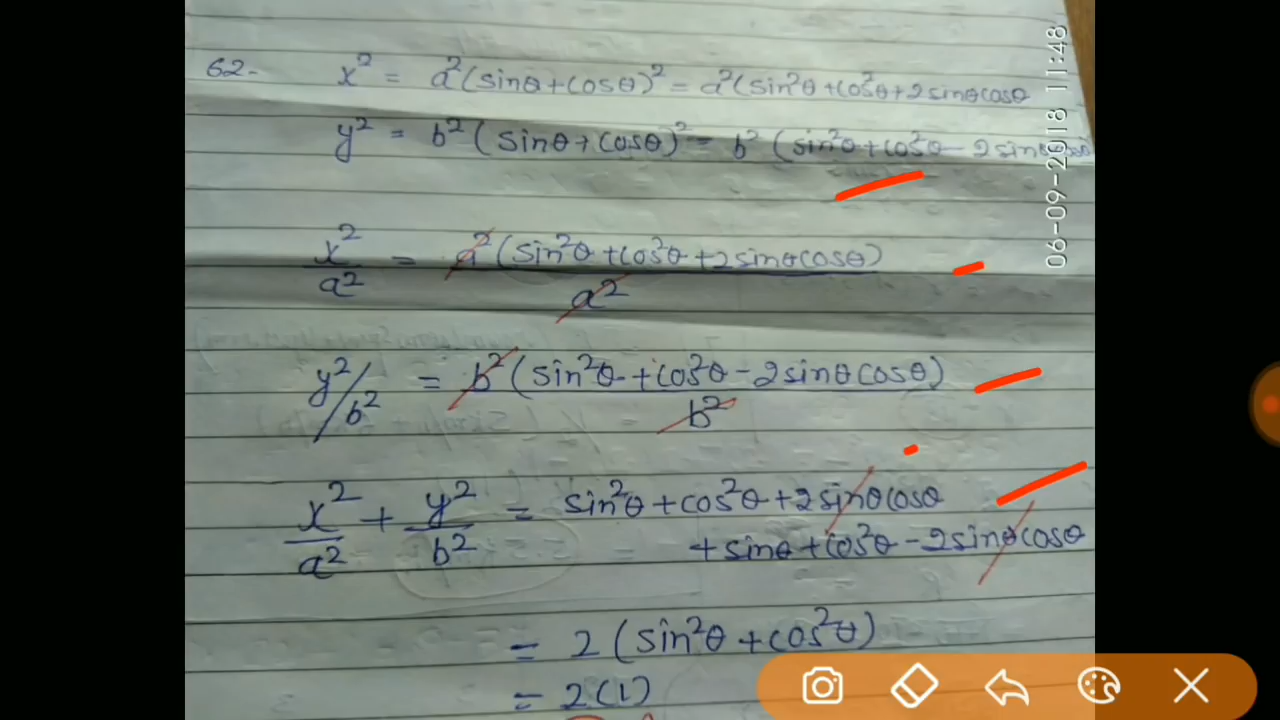 62- x² = a²(sinθ+cosθ)² = a²(sin²θ+cos²θ+2sinθcosθ
y² = b²(sinθ+cosθ)² = b²(sin²θ+cos²θ-2sinθcosθ
x²/a² = a²(sin²θ+cos²θ+2sinθcosθ)/a²
y²/b² = b²(sin²θ+cos²θ-2sinθcosθ)/b²
x²/a² + y²/b² = sin²θ+cos²θ+2sinθcosθ
+sinθ+cos²θ-2sinθcosθ
= 2(sin²θ+cos²θ)
= 2(1)
06-09-2018 11:48